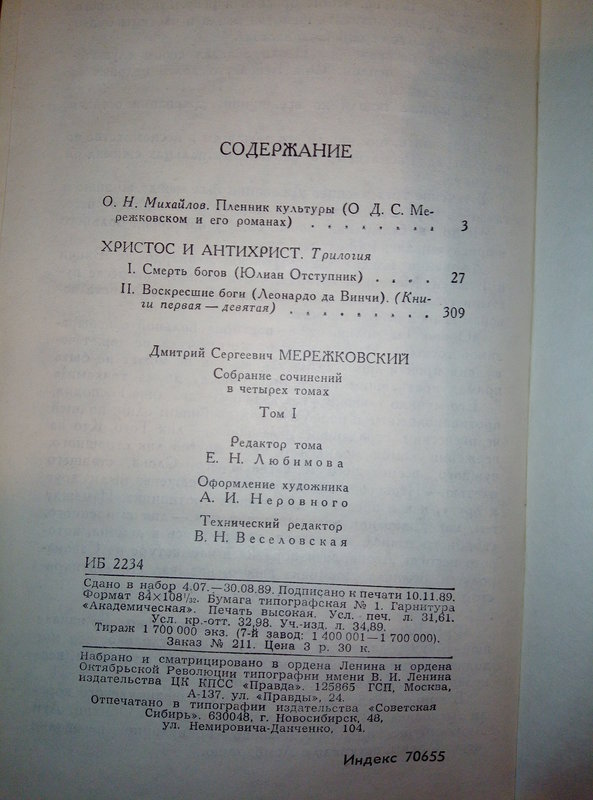 СОДЕРЖАНИЕ
О. Н. Михайлов. Пленник культуры (О Д. С. Ме-
режковском и его романах) . . . . . . . . 3
ХРИСТОС И АНТИХРИСТ. Трилогия
I. Смерть богов (Юлиан Отступник) . . . . 27
II. Воскресшие боги (Леонардо да Винчи). (Кни-
ги первая — девятая) . . . . . . . . . 309
Дмитрий Сергеевич МЕРЕЖКОВСКИЙ
Собрание сочинений
в четырех томах
Том I
Редактор тома
Е. Н. Любимова
Оформление художника
А. И. Неровного
Технический редактор
В. Н. Веселовская
ИБ 2234
Сдано в набор 4.07.—30.08.89. Подписано к печати 10.11.89.
Формат 84×108¹/₃₂. Бумага типографская № 1. Гарнитура
«Академическая». Печать высокая. Усл. печ. л. 31,61.
Усл. кр.-отт. 32,98. Уч.-изд. л. 34,89.
Тираж 1 700 000 экз. (7-й завод: 1 400 001—1 700 000).
Заказ № 211. Цена 3 р. 30 к.
Набрано и сматрицировано в ордена Ленина и ордена
Октябрьской Революции типографии имени В. И. Ленина
издательства ЦК КПСС «Правда». 125865 ГСП, Москва,
А-137, ул. «Правды», 24.
Отпечатано в типографии издательства «Советская
Сибирь». 630048, г. Новосибирск, 48,
ул. Немировича-Данченко, 104.
Индекс 70655